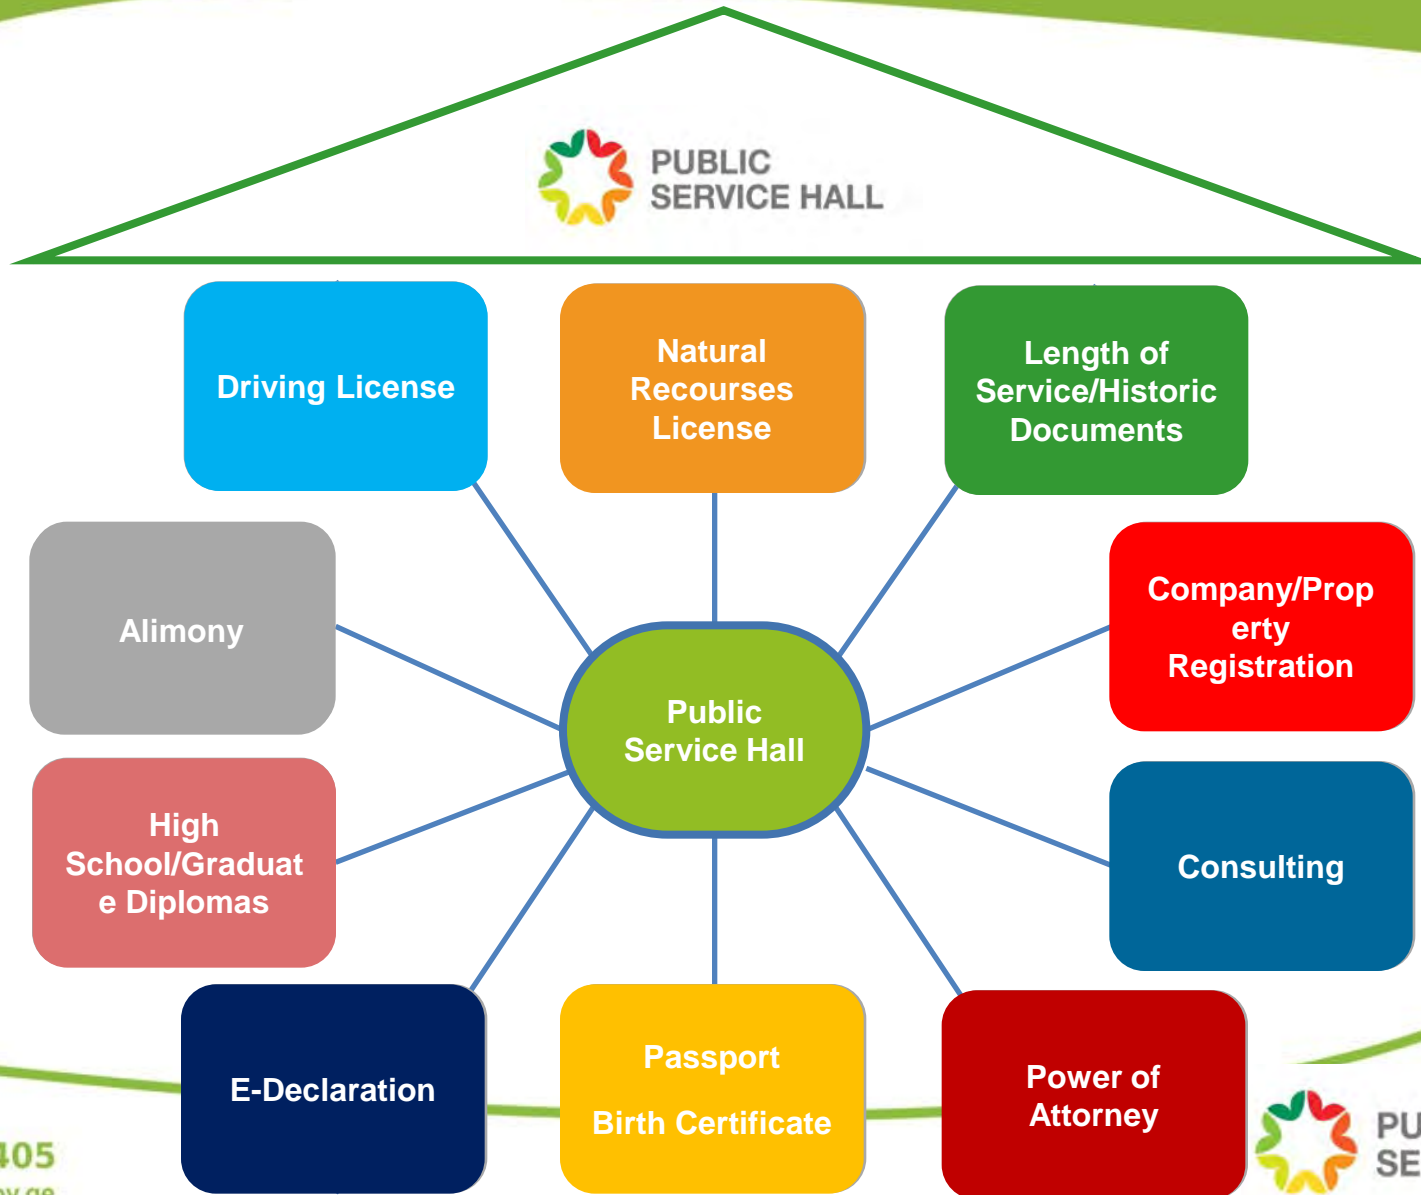 PUBLIC
SERVICE HALL
Driving License
Natural
Recourses
License
Length of
Service/Historic
Documents
Alimony
Company/Prop
erty
Registration
Public
Service Hall
High
School/Graduat
e Diplomas
Consulting
E-Declaration
Passport
Birth Certificate
Power of
Attorney
405
PU
SE